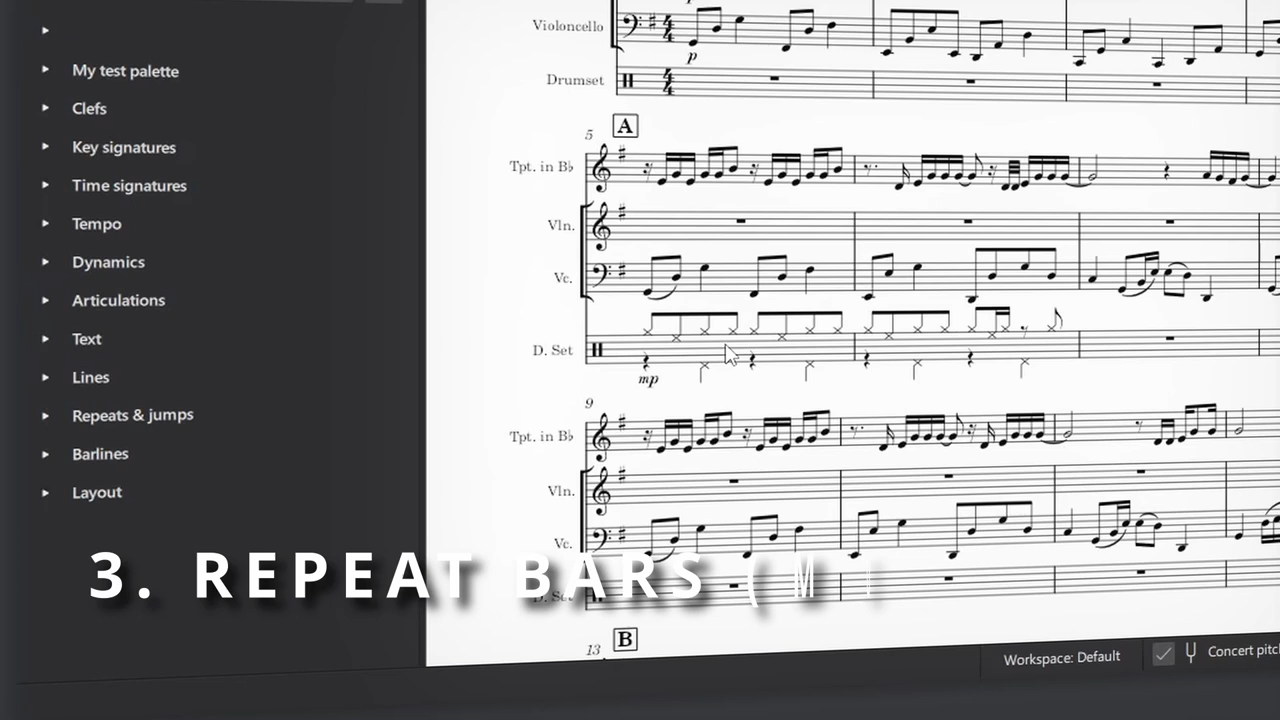 Violoncello
p
Drumset
My test palette
Clefs
Key signatures
Time signatures
Tempo
Dynamics
Articulations
Text
Lines
Repeats & jumps
Barlines
Layout
5
A
Tpt. in B♭
Vln.
Vc.
D. Set
mp
9
Tpt. in B♭
Vln.
Vc.
D. Set
3. REPEAT BARS ( M
13
B
Workspace: Default
Concert pitc